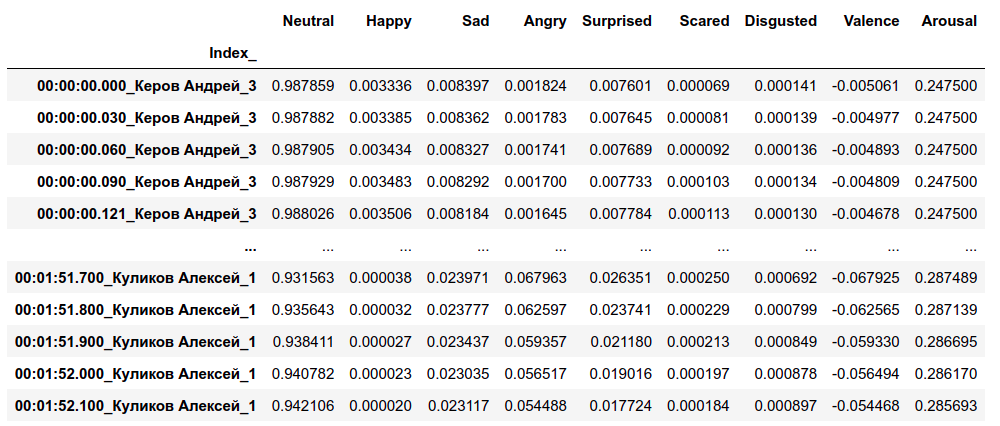 Neutral Happy Sad Angry Surprised Scared Disgusted Valence Arousal
Index_
00:00:00.000_Керов Андрей_3 0.987859 0.003336 0.008397 0.001824 0.007601 0.000069 0.000141 -0.005061 0.247500
00:00:00.030_Керов Андрей_3 0.987882 0.003385 0.008362 0.001783 0.007645 0.000081 0.000139 -0.004977 0.247500
00:00:00.060_Керов Андрей_3 0.987905 0.003434 0.008327 0.001741 0.007689 0.000092 0.000136 -0.004893 0.247500
00:00:00.090_Керов Андрей_3 0.987929 0.003483 0.008292 0.001700 0.007733 0.000103 0.000134 -0.004809 0.247500
00:00:00.121_Керов Андрей_3 0.988026 0.003506 0.008184 0.001645 0.007784 0.000113 0.000130 -0.004678 0.247500
... ... ... ... ... ... ... ... ... ...
00:01:51.700_Куликов Алексей_1 0.931563 0.000038 0.023971 0.067963 0.026351 0.000250 0.000692 -0.067925 0.287489
00:01:51.800_Куликов Алексей_1 0.935643 0.000032 0.023777 0.062597 0.023741 0.000229 0.000799 -0.062565 0.287139
00:01:51.900_Куликов Алексей_1 0.938411 0.000027 0.023437 0.059357 0.021180 0.000213 0.000849 -0.059330 0.286695
00:01:52.000_Куликов Алексей_1 0.940782 0.000023 0.023035 0.056517 0.019016 0.000197 0.000878 -0.056494 0.286170
00:01:52.100_Куликов Алексей_1 0.942106 0.000020 0.023117 0.054488 0.017724 0.000184 0.000897 -0.054468 0.285693